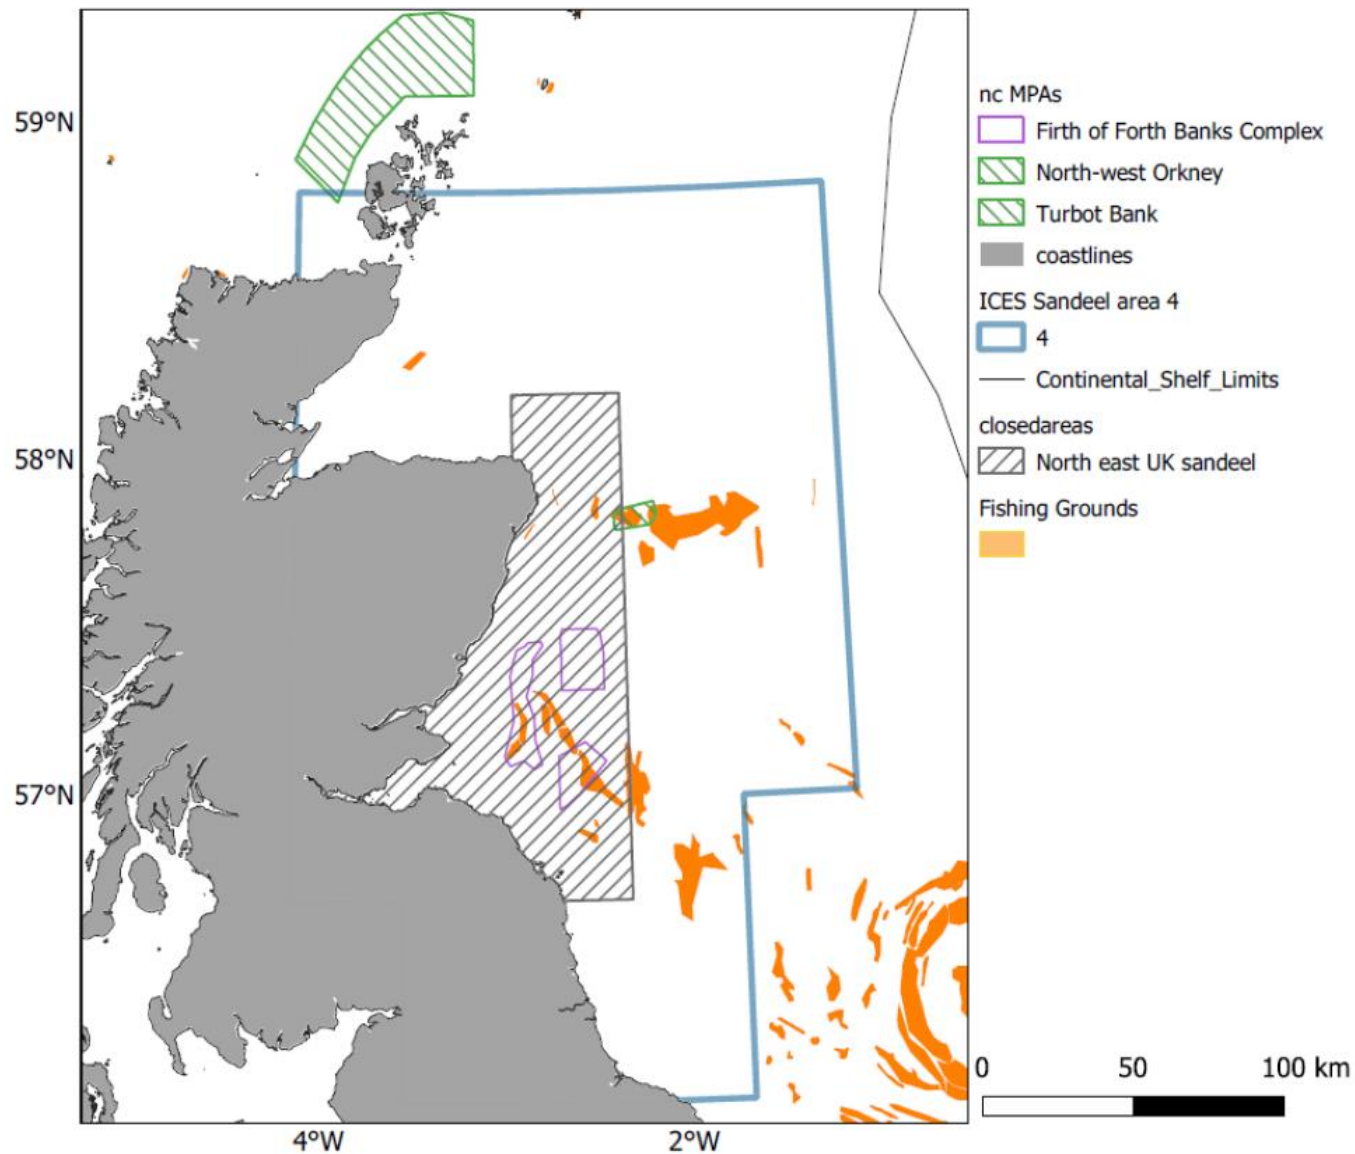 59°N
58°N
57°N
4°W
2°W
nc MPAs
Firth of Forth Banks Complex
North-west Orkney
Turbot Bank
coastlines
ICES Sandeel area 4
4
Continental_Shelf_Limits
closedareas
North east UK sandeel
Fishing Grounds
0 50 100 km